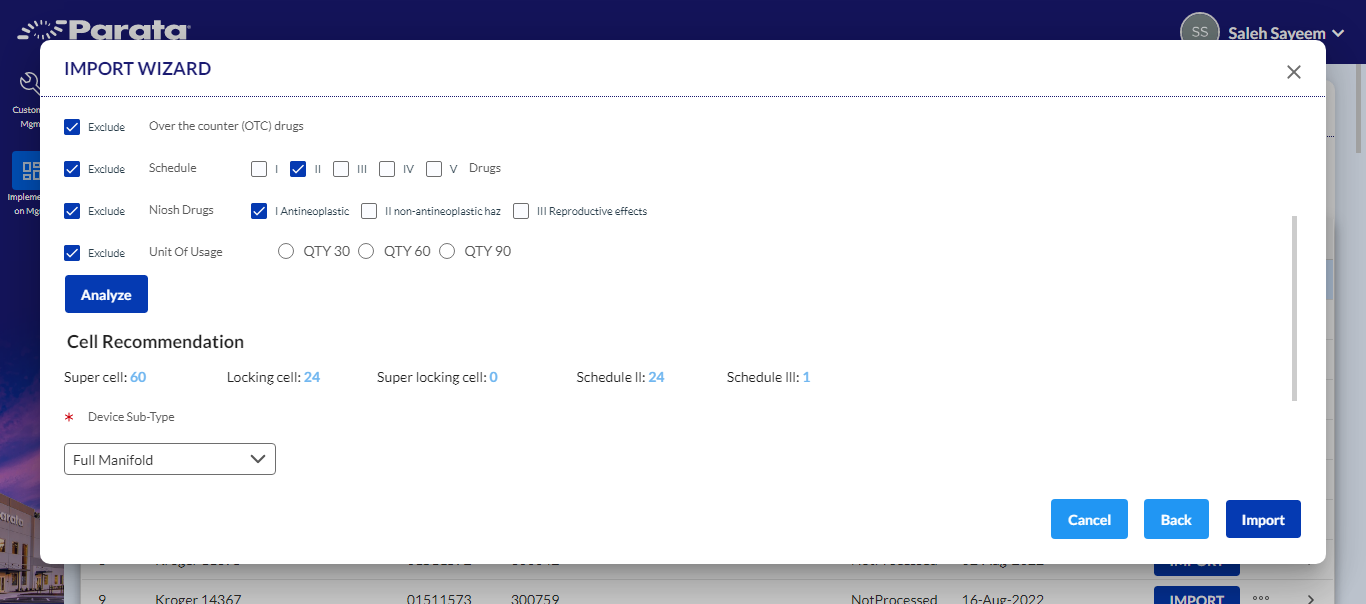 Parata
SS
Saleh Sayeem
IMPORT WIZARD
Custom
Mgm
Impleme
on Mg
Exclude Over the counter (OTC) drugs
Exclude Schedule I II III IV V Drugs
Exclude Niosh Drugs I Antineoplastic II non-antineoplastic haz III Reproductive effects
Exclude Unit Of Usage QTY 30 QTY 60 QTY 90
Analyze
Cell Recommendation
Super cell: 60 Locking cell: 24 Super locking cell: 0 Schedule II: 24 Schedule III: 1
* Device Sub-Type
Full Manifold
Cancel Back Import
9 Kroger 14367 01511573 300759 NotProcessed 16-Aug-2022 IMPORT